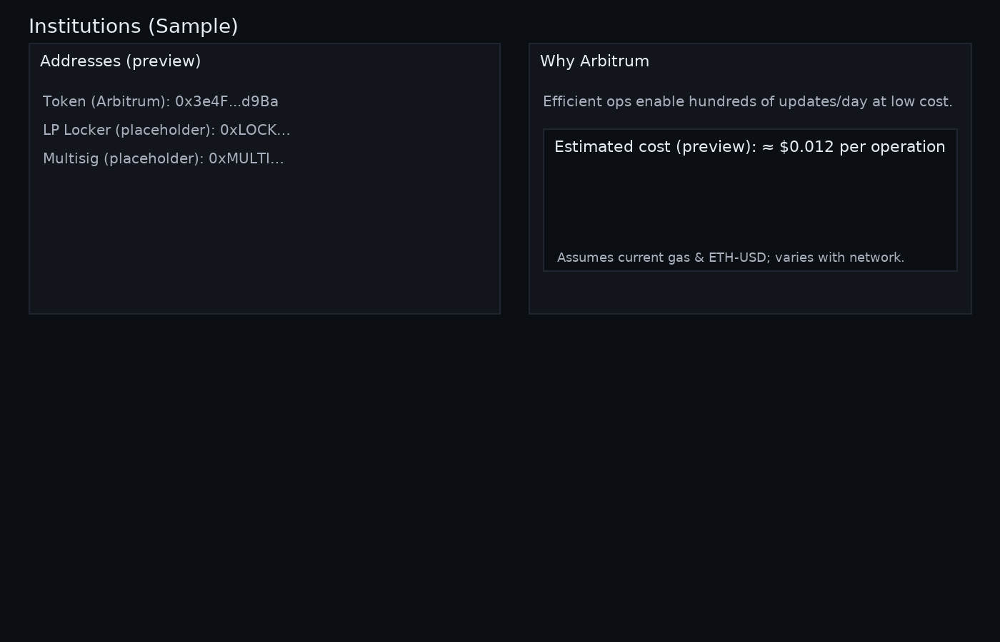 Institutions (Sample)
Addresses (preview)
Token (Arbitrum): 0x3e4F...d9Ba
LP Locker (placeholder): 0xLOCK...
Multisig (placeholder): 0xMULTI...
Why Arbitrum
Efficient ops enable hundreds of updates/day at low cost.
Estimated cost (preview): ≈ $0.012 per operation
Assumes current gas & ETH-USD; varies with network.